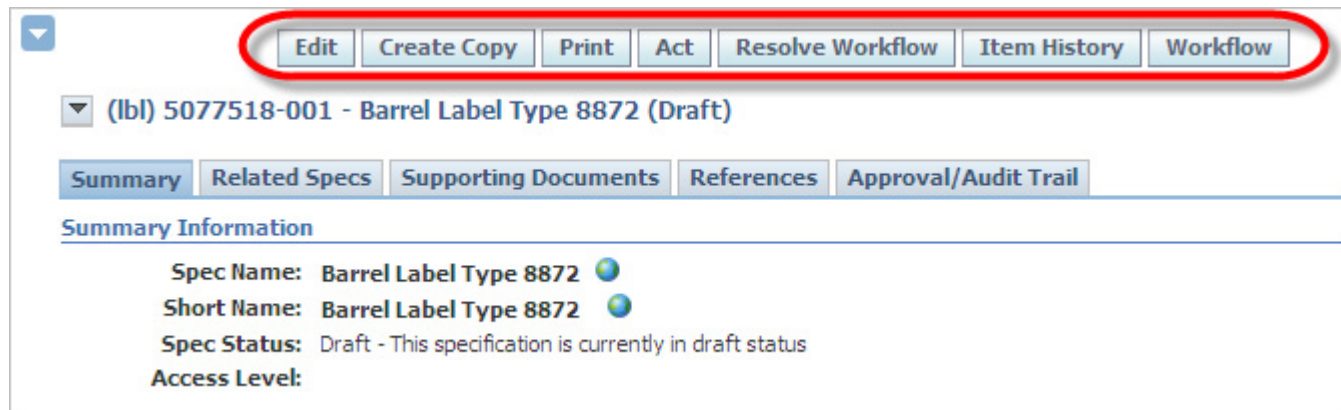 Edit Create Copy Print Act Resolve Workflow Item History Workflow
(lbl) 5077518-001 - Barrel Label Type 8872 (Draft)
Summary Related Specs Supporting Documents References Approval/Audit Trail
Summary Information
Spec Name: Barrel Label Type 8872
Short Name: Barrel Label Type 8872
Spec Status: Draft - This specification is currently in draft status
Access Level: